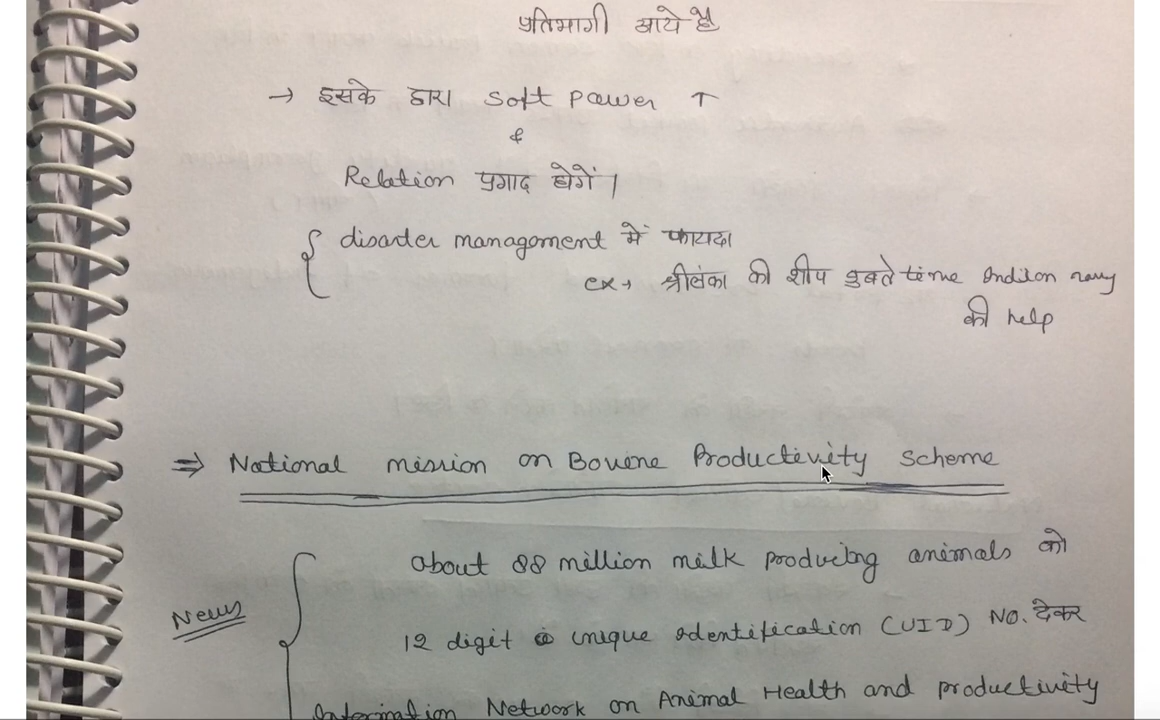 प्रतिभागी आये हैं
→ इसके द्वारा soft power ↑
&
Relation प्रगाढ़ होगें।
disaster management में फायदा
ex→ श्रीलंका की शीप डुबते time Indian navy
की help
⇒ National mission on Bovine Productivity scheme
about 88 million milk producing animals को
News
12 digit unique identification (UID) NO. देकर
Information Network on Animal Health and productivity